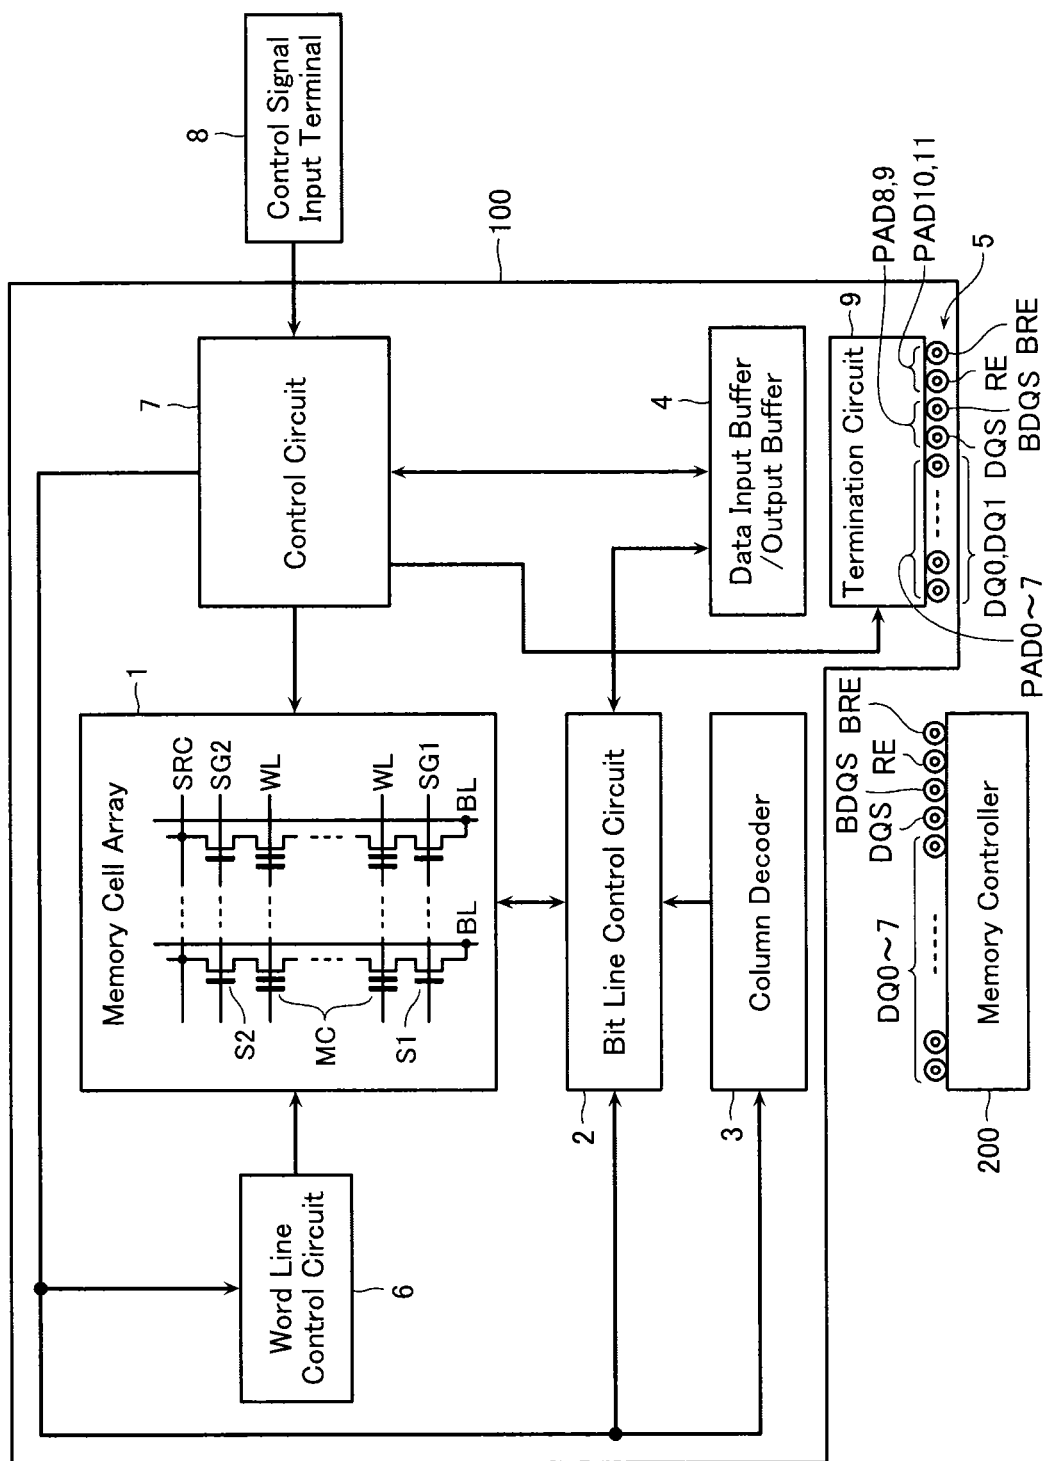 6
Word Line
Control Circuit
1
Memory Cell Array
SRC
SG2
WL
WL
SG1
S2
MC
S1
BL
BL
7
Control Circuit
8
Control Signal
Input Terminal
100
2
Bit Line Control Circuit
4
Data Input Buffer
/Output Buffer
3
Column Decoder
9
Termination Circuit
PAD8,9
PAD10,11
5
DQ0,DQ1
DQS
BDQS
RE
BRE
PAD0~7
DQ0~7
DQS
BDQS
RE
BRE
200
Memory Controller